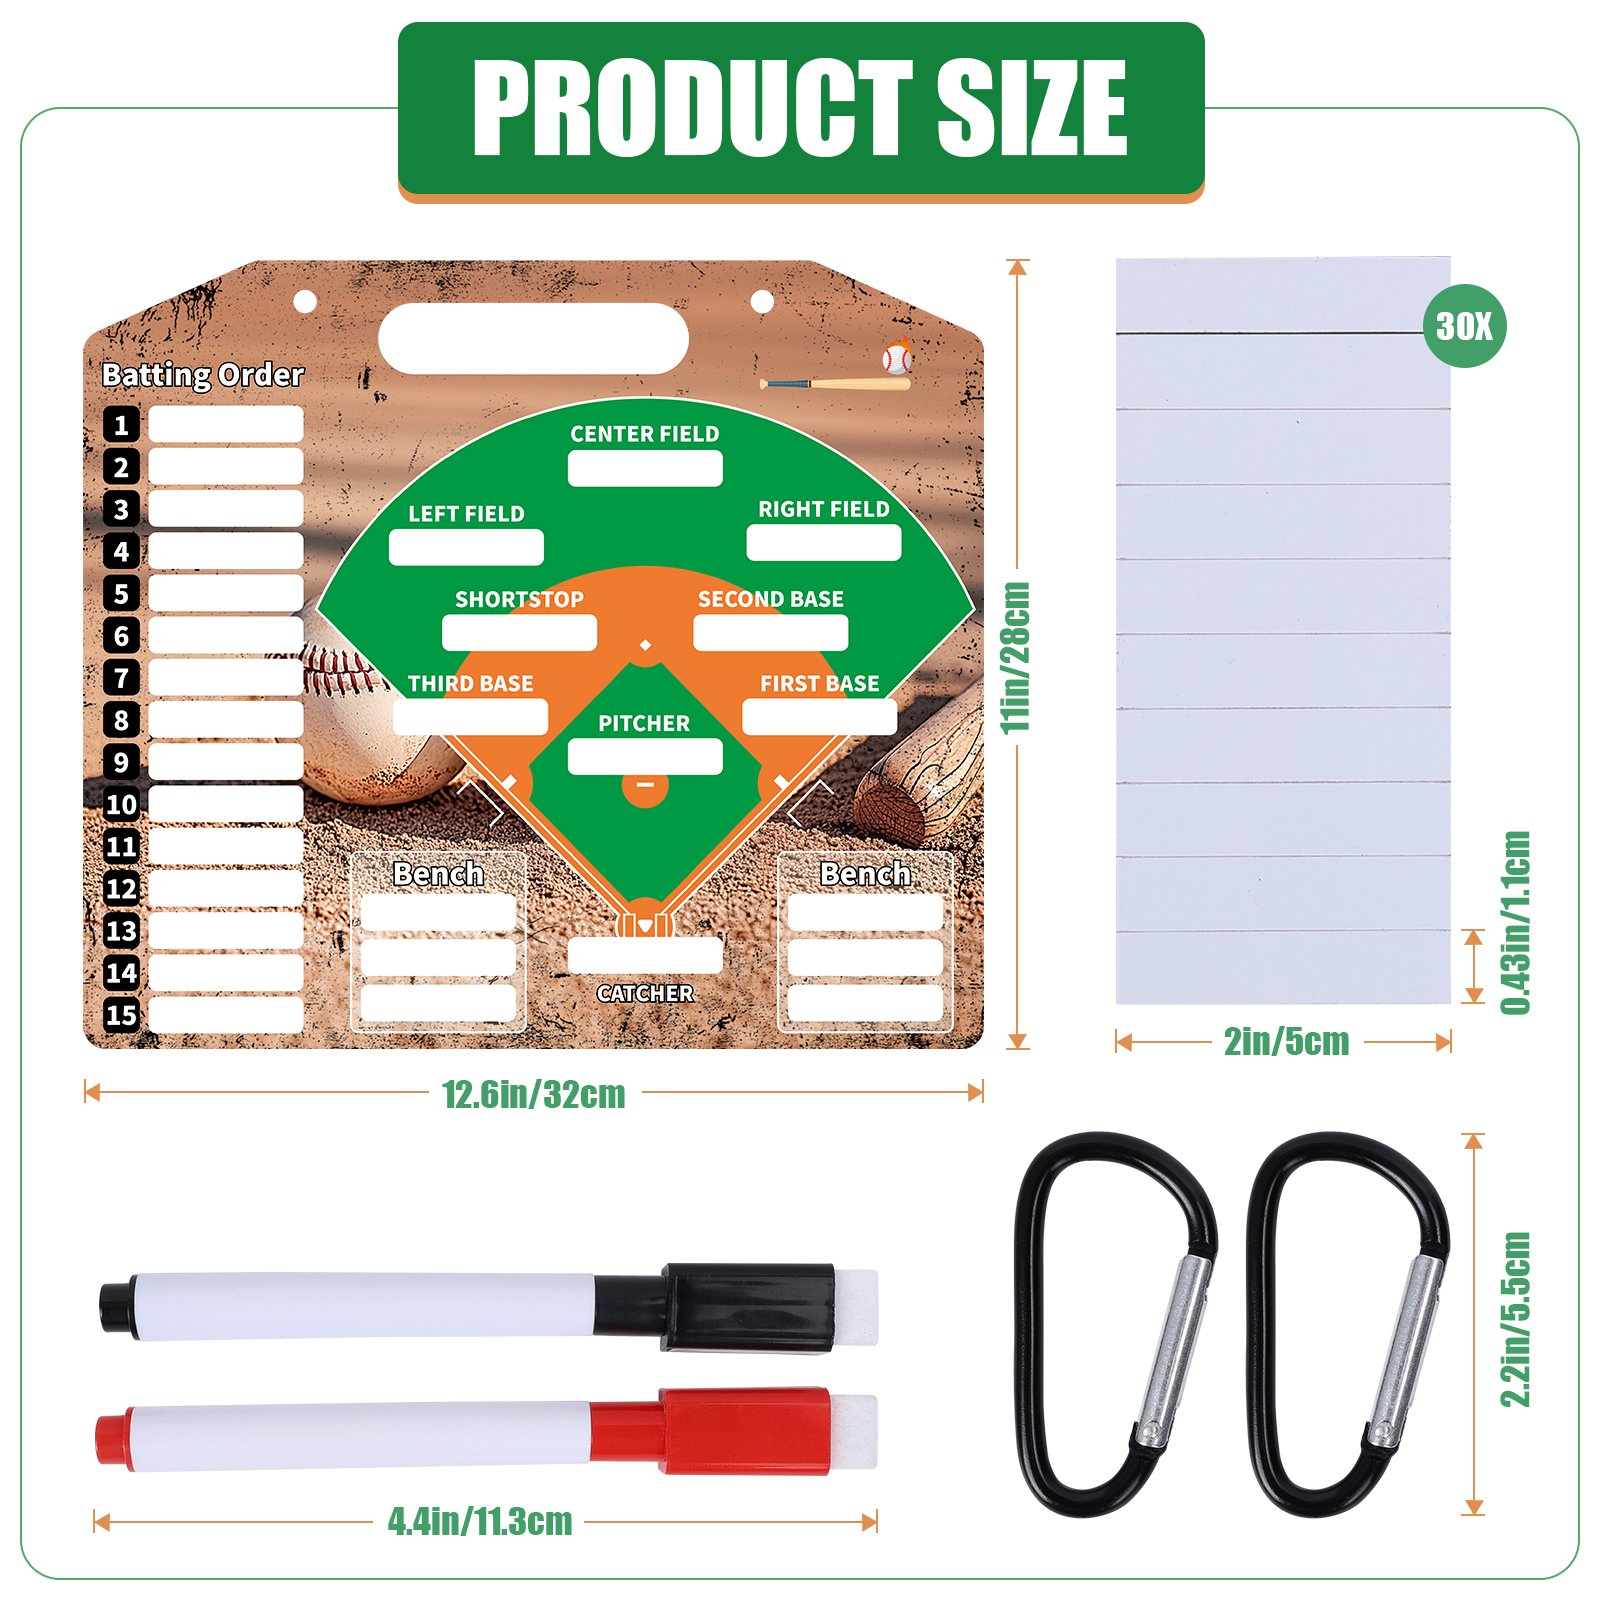 PRODUCT SIZE
30X
Batting Order
1
2
3
4
5
6
7
8
9
10
11
12
13
14
15
CENTER FIELD
LEFT FIELD
RIGHT FIELD
SHORTSTOP
SECOND BASE
THIRD BASE
FIRST BASE
PITCHER
Bench
Bench
CATCHER
11in/28cm
12.6in/32cm
0.43in/1.1cm
2in/5cm
2.2in/5.5cm
4.4in/11.3cm